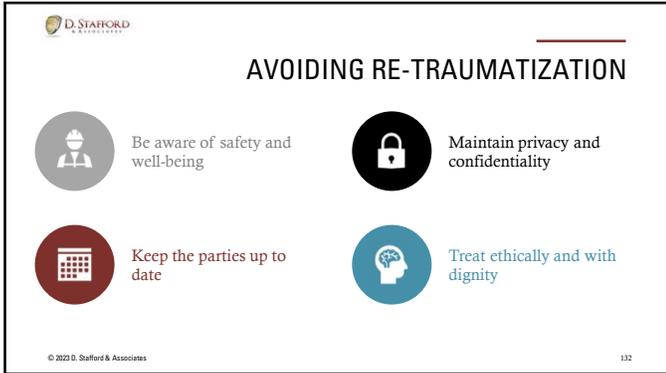 D. STAFFORD
& ASSOCIATES
AVOIDING RE-TRAUMATIZATION
Be aware of safety and
well-being
Maintain privacy and
confidentiality
Keep the parties up to
date
Treat ethically and with
dignity
© 2023 D. Stafford & Associates
132